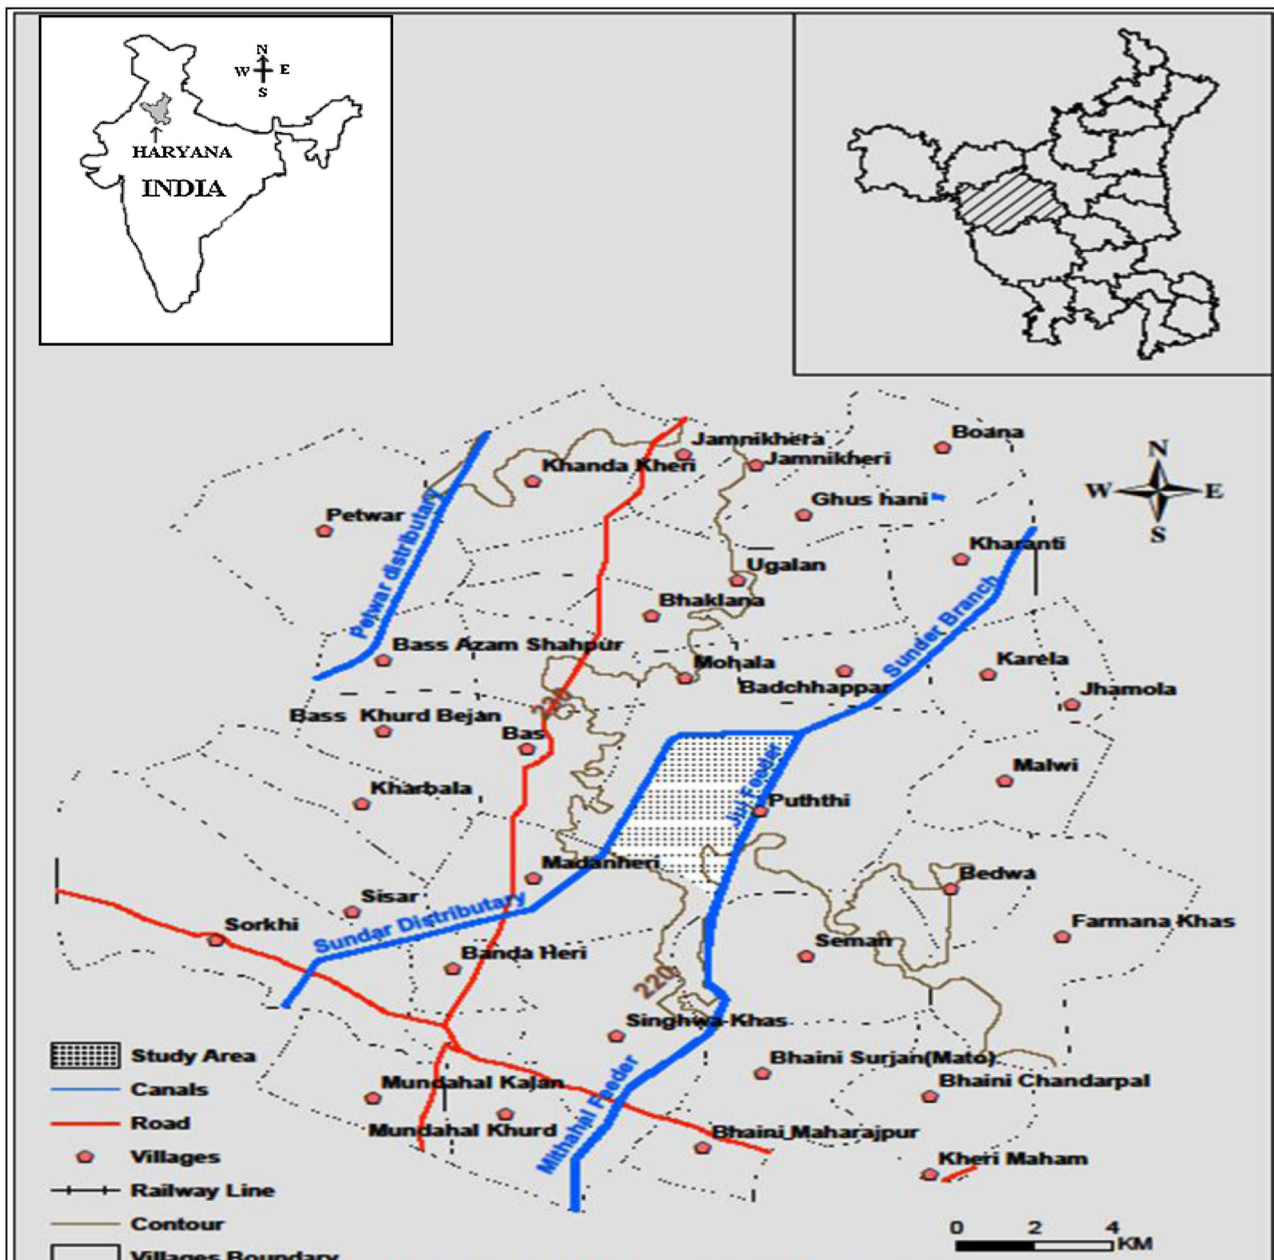 N
W E
S
HARYANA
INDIA
Boana
Jamnikhera
Jamnikheri
Khanda Kheri
N
W E
S
Ghus hani
Petwar
Petwar distributary
Kharanti
Ugalan
Bhaklana
Sunder Branch
Bass Azam Shahpur
Mohala
Karela
Badchhappar
Jhamola
220
Bass Khurd Bejan
Bas
Jui Feeder
Malwi
Kharbala
Puththi
Madanheri
Bedwa
Sisar
Sundar Distributary
Sorkhi
Farmana Khas
Seman
Banda Heri
220
Singhwa Khas
Study Area
Bhaini Surjan(Mato)
Canals
Mundahal Kalan
Bhaini Chandarpal
Road
Mundahal Khurd
Mithahal Feeder
Bhaini Maharajpur
Villages
Kheri Maham
Railway Line
Contour
0 2 4
KM
Villages Boundary